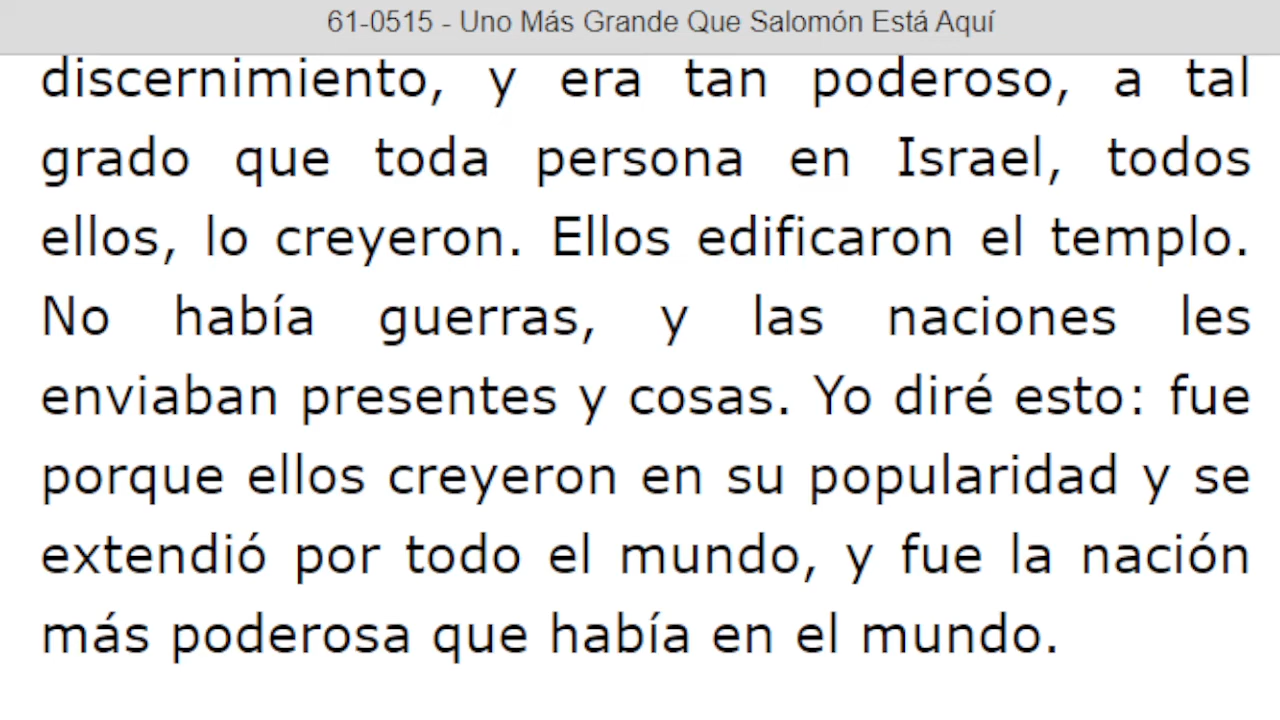 61-0515 - Uno Más Grande Que Salomón Está Aquí
discernimiento, y era tan poderoso, a tal
grado que toda persona en Israel, todos
ellos, lo creyeron. Ellos edificaron el templo.
No había guerras, y las naciones les
enviaban presentes y cosas. Yo diré esto: fue
porque ellos creyeron en su popularidad y se
extendió por todo el mundo, y fue la nación
más poderosa que había en el mundo.